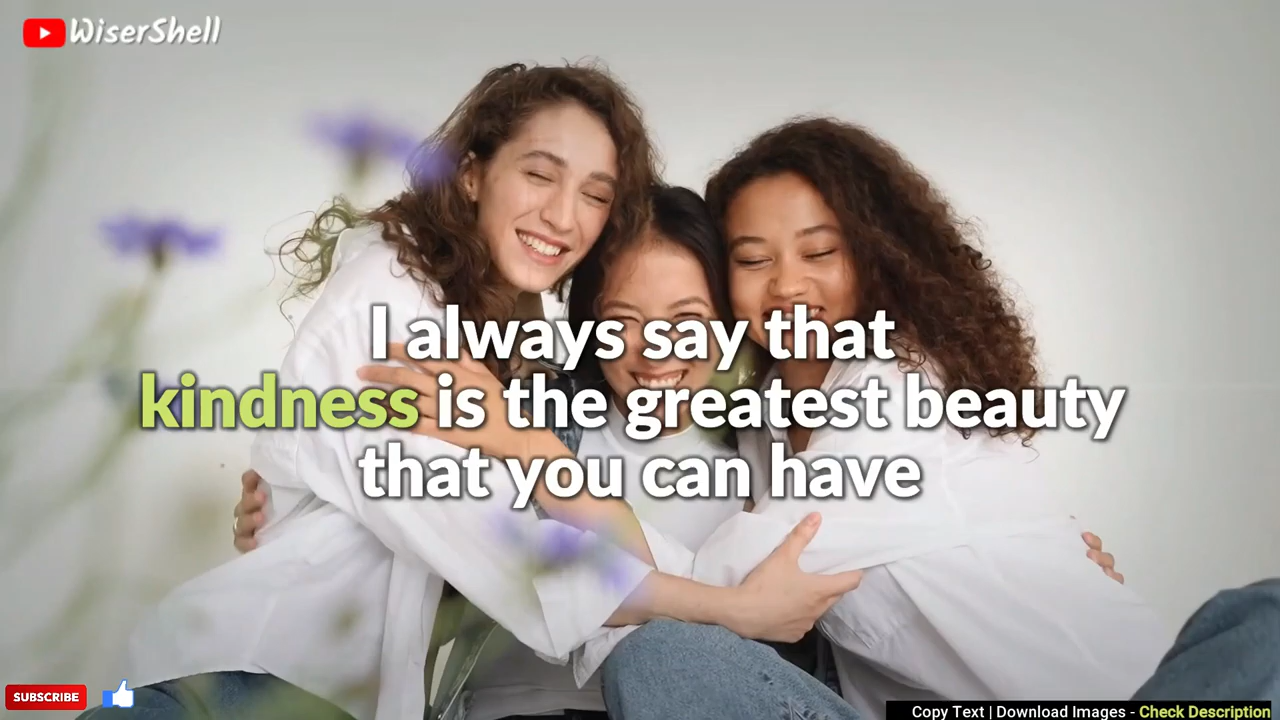 WiserShell
I always say that
kindness is the greatest beauty
that you can have
SUBSCRIBE
Copy Text | Download Images - Check Description